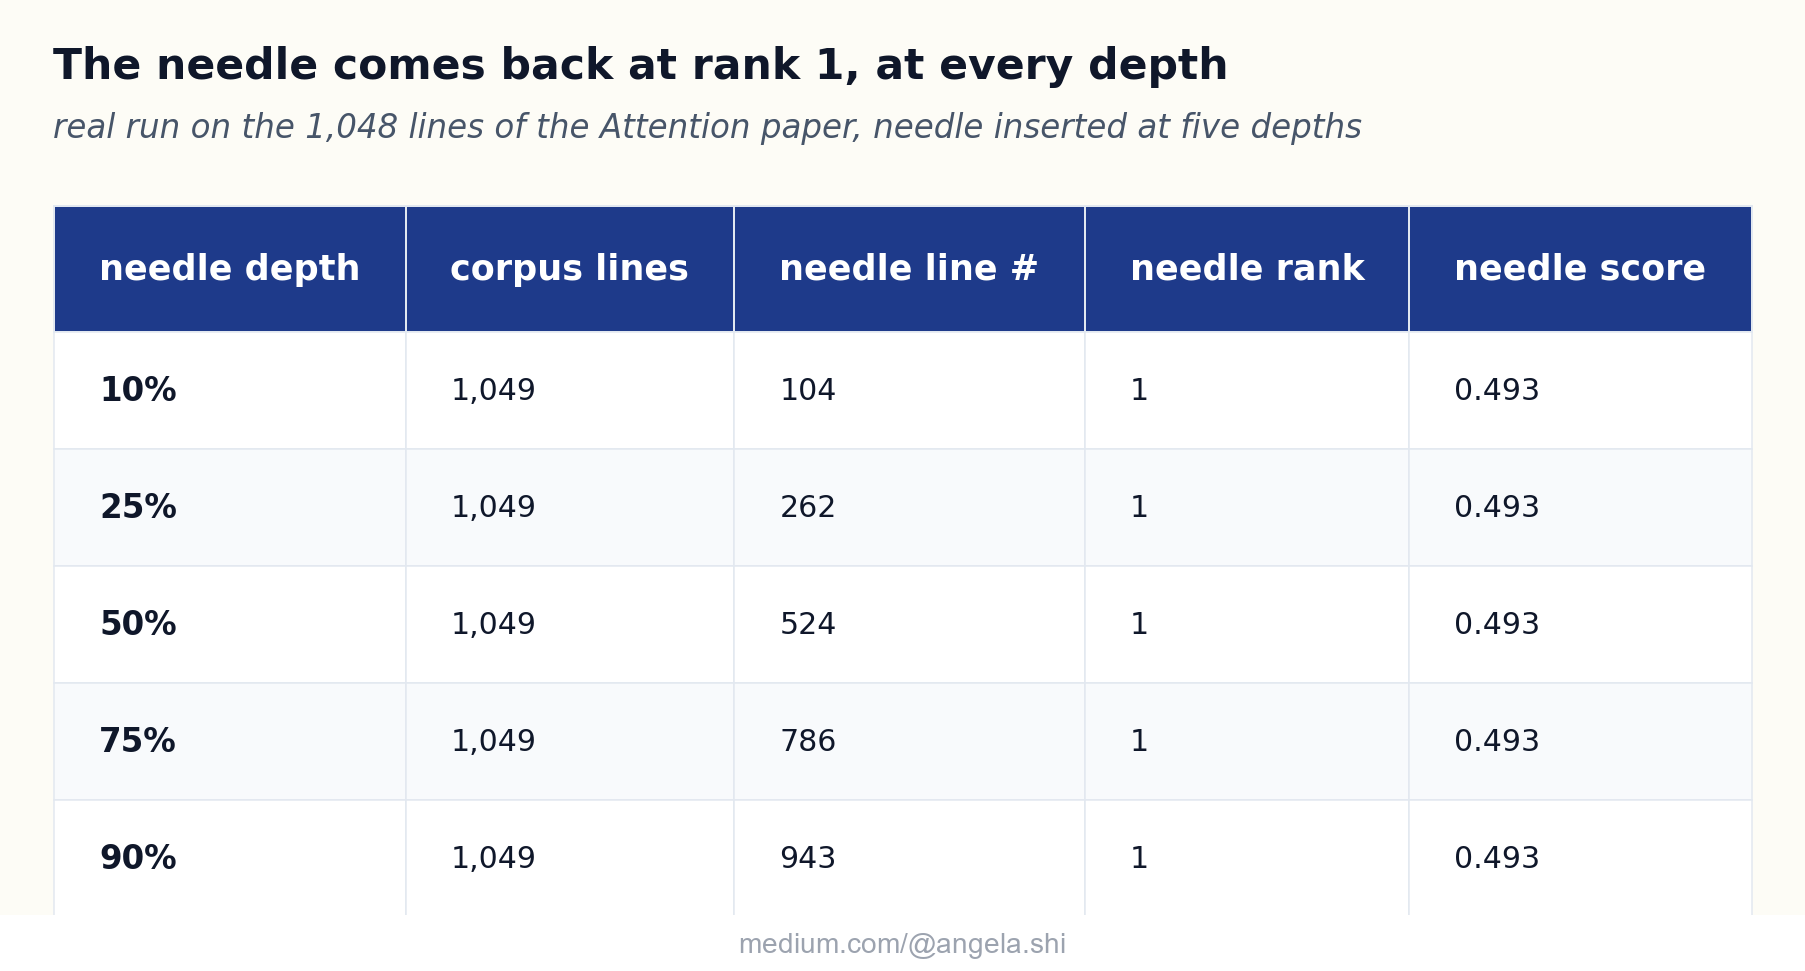 The needle comes back at rank 1, at every depth
real run on the 1,048 lines of the Attention paper, needle inserted at five depths
needle depth corpus lines needle line # needle rank needle score
10% 1,049 104 1 0.493
25% 1,049 262 1 0.493
50% 1,049 524 1 0.493
75% 1,049 786 1 0.493
90% 1,049 943 1 0.493
medium.com/@angela.shi